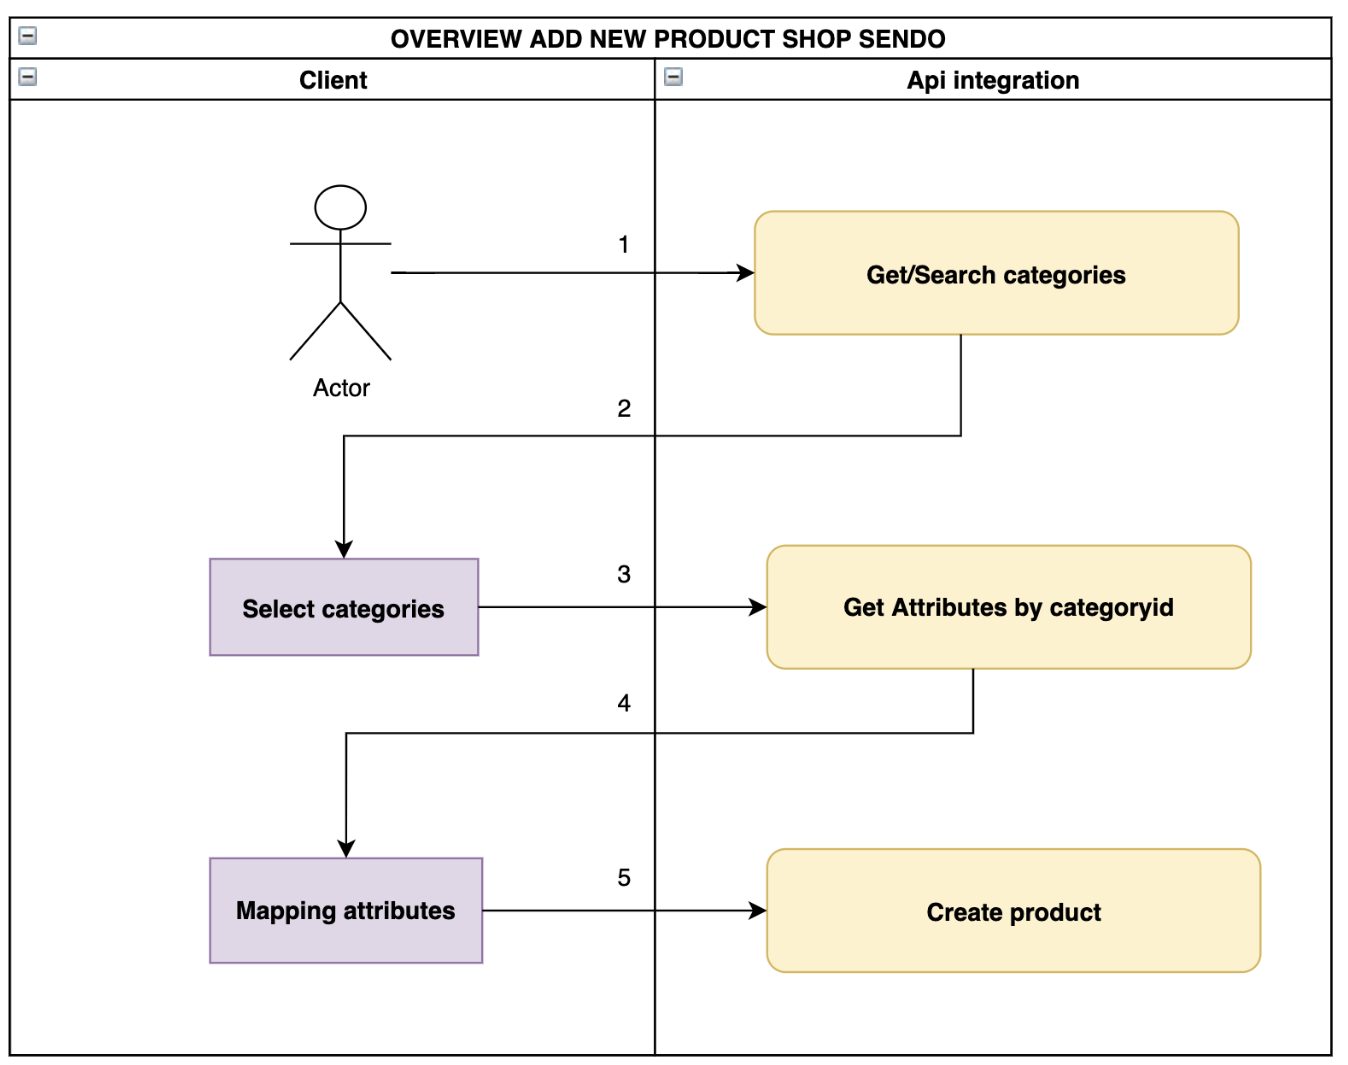 OVERVIEW ADD NEW PRODUCT SHOP SENDO
Client
Api integration
1
Get/Search categories
Actor
2
3
Select categories
Get Attributes by categoryid
4
5
Mapping attributes
Create product